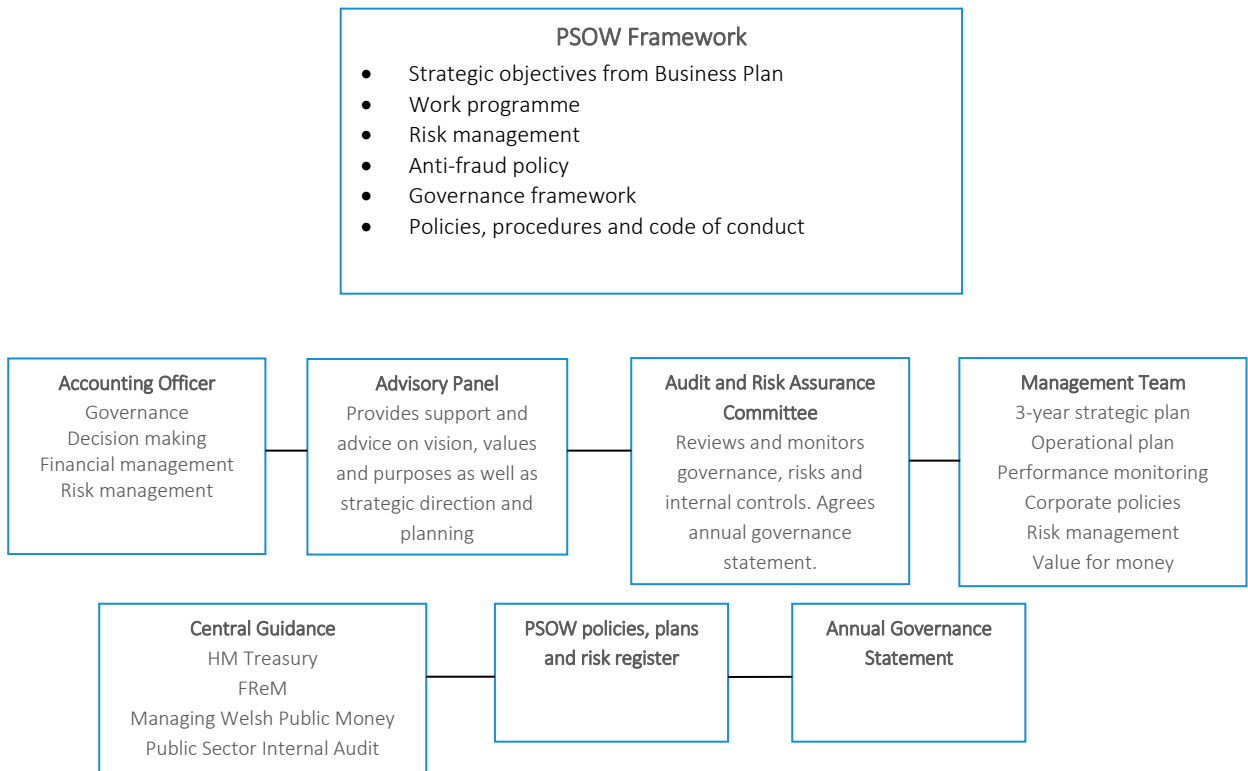 PSOW Framework
• Strategic objectives from Business Plan
• Work programme
• Risk management
• Anti-fraud policy
• Governance framework
• Policies, procedures and code of conduct
Accounting Officer
Governance
Decision making
Financial management
Risk management
Advisory Panel
Provides support and
advice on vision, values
and purposes as well as
strategic direction and
planning
Audit and Risk Assurance
Committee
Reviews and monitors
governance, risks and
internal controls. Agrees
annual governance
statement.
Management Team
3-year strategic plan
Operational plan
Performance monitoring
Corporate policies
Risk management
Value for money
Central Guidance
HM Treasury
FReM
Managing Welsh Public Money
Public Sector Internal Audit
PSOW policies, plans
and risk register
Annual Governance
Statement